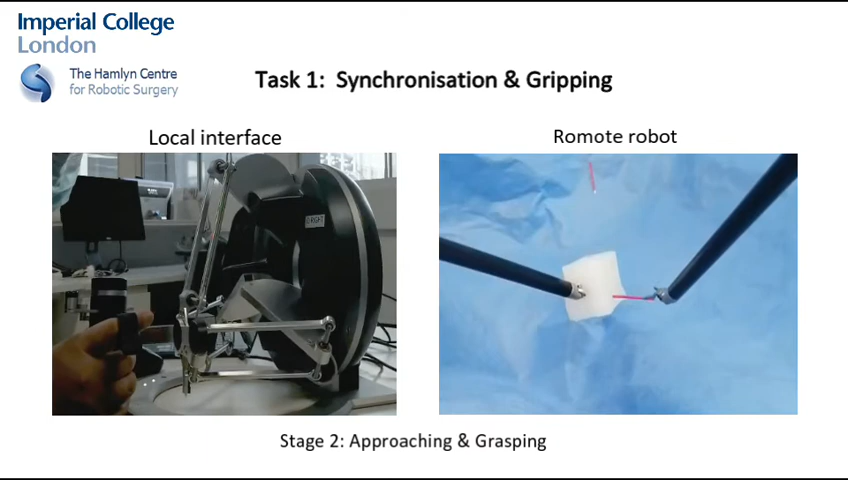 Imperial College
London
The Hamlyn Centre
for Robotic Surgery
Task 1: Synchronisation & Gripping
Local interface
Romote robot
Stage 2: Approaching & Grasping